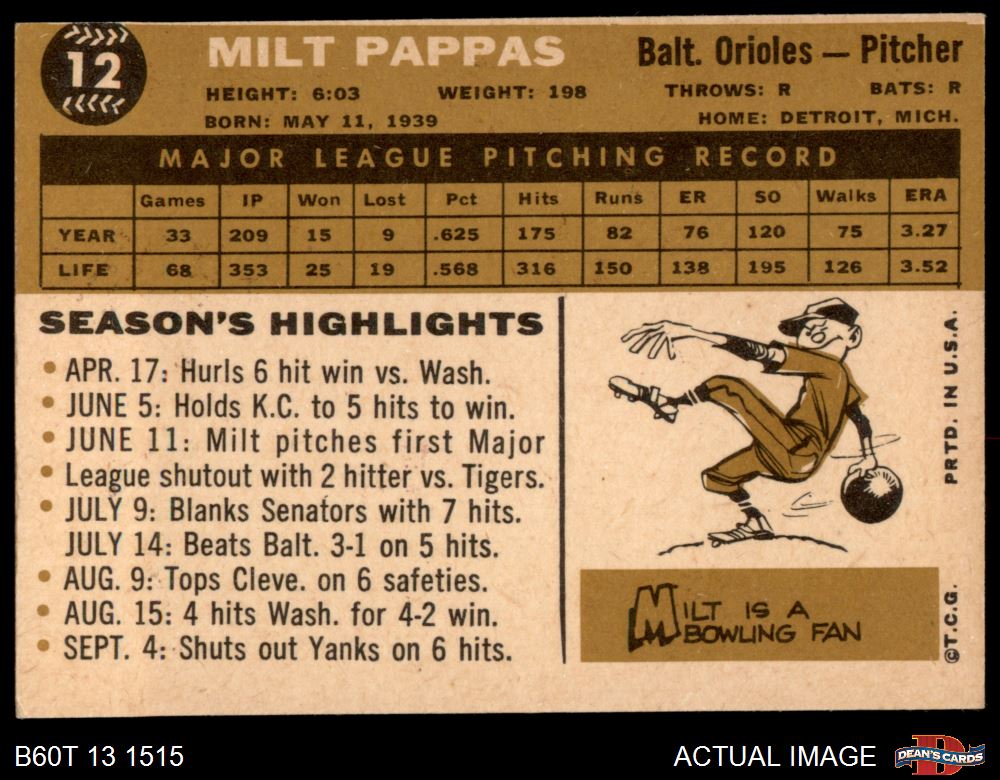 12
MILT PAPPAS
Balt. Orioles — Pitcher
HEIGHT: 6:03 WEIGHT: 198 THROWS: R BATS: R
BORN: MAY 11, 1939 HOME: DETROIT, MICH.
MAJOR LEAGUE PITCHING RECORD
Games IP Won Lost Pct Hits Runs ER SO Walks ERA
YEAR 33 209 15 9 .625 175 82 76 120 75 3.27
LIFE 68 353 25 19 .568 316 150 138 195 126 3.52
SEASON'S HIGHLIGHTS
• APR. 17: Hurls 6 hit win vs. Wash.
• JUNE 5: Holds K.C. to 5 hits to win.
• JUNE 11: Milt pitches first Major
• League shutout with 2 hitter vs. Tigers.
• JULY 9: Blanks Senators with 7 hits.
JULY 14: Beats Balt. 3-1 on 5 hits.
• AUG. 9: Tops Cleve. on 6 safeties.
• AUG. 15: 4 hits Wash. for 4-2 win.
• SEPT. 4: Shuts out Yanks on 6 hits.
MILT IS A
BOWLING FAN
©T.C.G. PRTD. IN U.S.A.
B60T 13 1515
ACTUAL IMAGE
D
DEAN'S CARDS